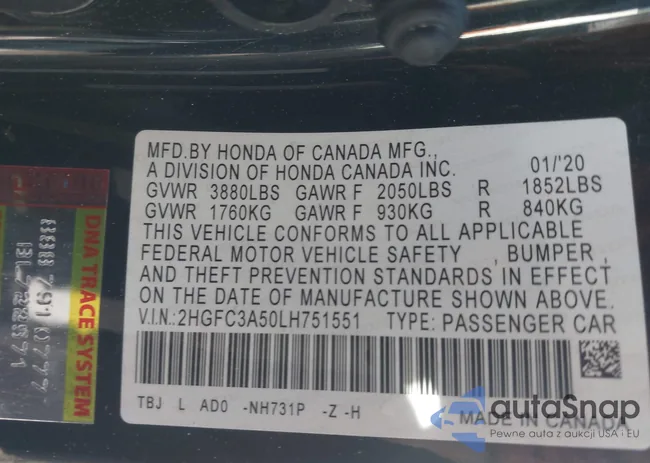 MFD.BY HONDA OF CANADA MFG.,
A DIVISION OF HONDA CANADA INC. 01/'20
GVWR 3880LBS GAWR F 2050LBS R 1852LBS
GVWR 1760KG GAWR F 930KG R 840KG
THIS VEHICLE CONFORMS TO ALL APPLICABLE
FEDERAL MOTOR VEHICLE SAFETY , BUMPER ,
AND THEFT PREVENTION STANDARDS IN EFFECT
ON THE DATE OF MANUFACTURE SHOWN ABOVE.
V.I.N.:2HGFC3A50LH751551 TYPE: PASSENGER CAR
TBJ L AD0 -NH731P -Z -H
MADE IN CANADA
DNA TRACE SYSTEM
autoSnap
Pewne auta z aukcji USA i EU